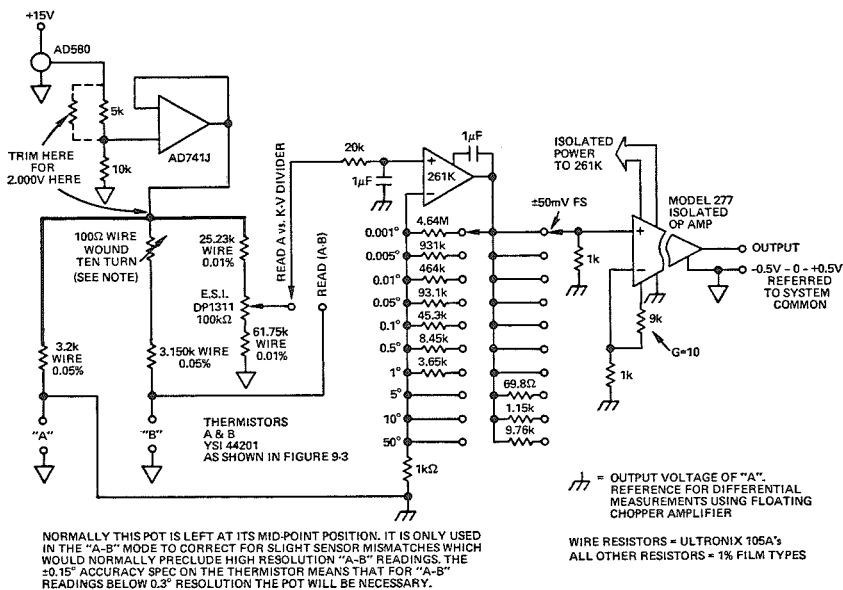 +15V
AD580
5k
AD741J
TRIM HERE
FOR
2.000V HERE
10k
100Ω WIRE
WOUND
TEN TURN
(SEE NOTE)
25.23k
WIRE
0.01%
E.S.I.
DP1311
100kΩ
61.75k
WIRE
0.01%
3.2k
WIRE
0.05%
3.150k WIRE
0.05%
"A"
"B"
THERMISTORS
A & B
YSI 44201
AS SHOWN IN FIGURE 9-3
READ A vs. K-V DIVIDER
READ (A-B)
20k
1µF
+
261K
−
1µF
0.001°
4.64M
0.005°
931k
0.01°
464k
0.05°
93.1k
0.1°
45.3k
0.5°
8.45k
1°
3.65k
5°
69.8Ω
10°
1.15k
50°
9.76k
1kΩ
±50mV FS
1k
ISOLATED
POWER
TO 261K
MODEL 277
ISOLATED
OP AMP
+
−
OUTPUT
-0.5V – 0 – +0.5V
REFERRED
TO SYSTEM
COMMON
9k
G=10
1k
= OUTPUT VOLTAGE OF "A".
REFERENCE FOR DIFFERENTIAL
MEASUREMENTS USING FLOATING
CHOPPER AMPLIFIER
WIRE RESISTORS = ULTRONIX 105A's
ALL OTHER RESISTORS = 1% FILM TYPES
NORMALLY THIS POT IS LEFT AT ITS MID-POINT POSITION. IT IS ONLY USED
IN THE "A-B" MODE TO CORRECT FOR SLIGHT SENSOR MISMATCHES WHICH
WOULD NORMALLY PRECLUDE HIGH RESOLUTION "A-B" READINGS. THE
±0.15° ACCURACY SPEC ON THE THERMISTOR MEANS THAT FOR "A-B"
READINGS BELOW 0.3° RESOLUTION THE POT WILL BE NECESSARY.